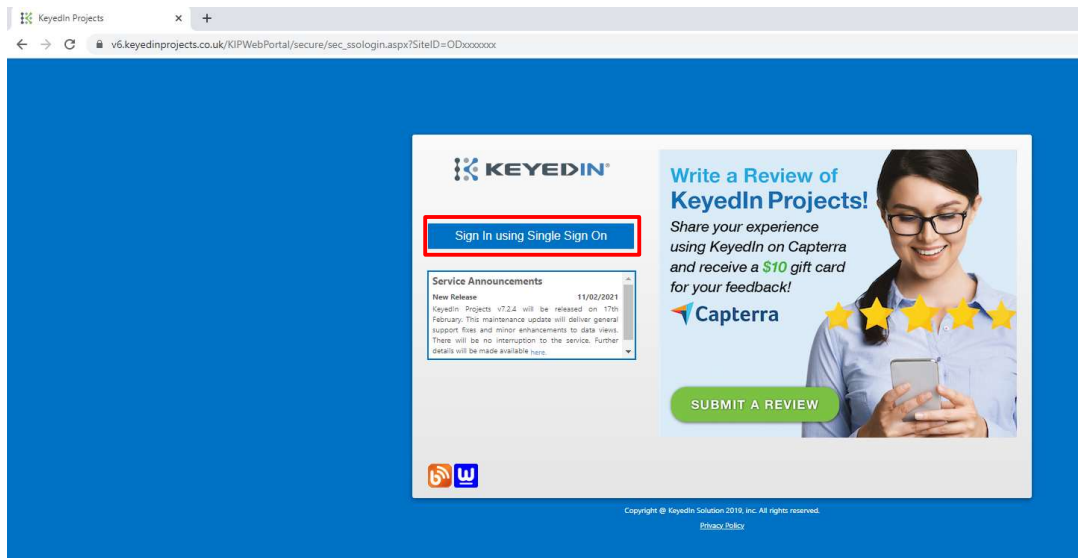 KeyedIn Projects
v6.keyedinprojects.co.uk/KIPWebPortal/secure/sec_ssologin.aspx?SiteID=ODxxxxxxx
KEYEDIN
Sign In using Single Sign On
Service Announcements
New Release 11/02/2021
KeyedIn Projects v7.2.4 will be released on 17th
February. This maintenance update will deliver general
support fixes and minor enhancements to data views.
There will be no interruption to the service. Further
details will be made available here.
Write a Review of
KeyedIn Projects!
Share your experience
using KeyedIn on Capterra
and receive a $10 gift card
for your feedback!
Capterra
SUBMIT A REVIEW
Copyright @ KeyedIn Solution 2019, inc. All rights reserved.
Privacy Policy